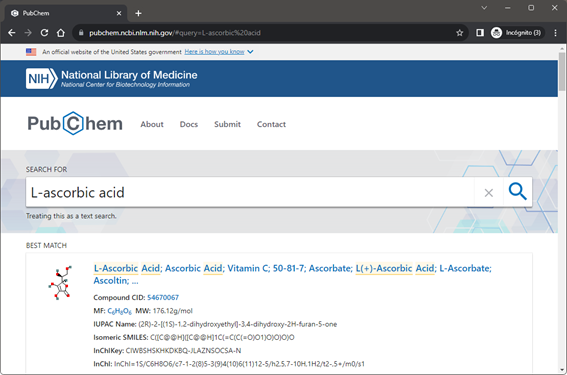 PubChem
pubchem.ncbi.nlm.nih.gov/#query=L-ascorbic%20acid
Incógnito (3)
An official website of the United States government Here is how you know
NIH National Library of Medicine
National Center for Biotechnology Information
PubChem About Docs Submit Contact
SEARCH FOR
L-ascorbic acid
Treating this as a text search.
BEST MATCH
L-Ascorbic Acid; Ascorbic Acid; Vitamin C; 50-81-7; Ascorbate; L(+)-Ascorbic Acid; L-Ascorbate;
Ascoltin; ...
Compound CID: 54670067
MF: C₆H₈O₆ MW: 176.12g/mol
IUPAC Name: (2R)-2-[(1S)-1,2-dihydroxyethyl]-3,4-dihydroxy-2H-furan-5-one
Isomeric SMILES: C([C@@H]([C@@H]1C(=C(C(=O)O1)O)O)O)O
InChIKey: CIWBSHSKHKDKBQ-JLAZNSOCSA-N
InChI: InChI=1S/C6H8O6/c7-1-2(8)5-3(9)4(10)6(11)12-5/h2,5,7-10H,1H2/t2-,5+/m0/s1